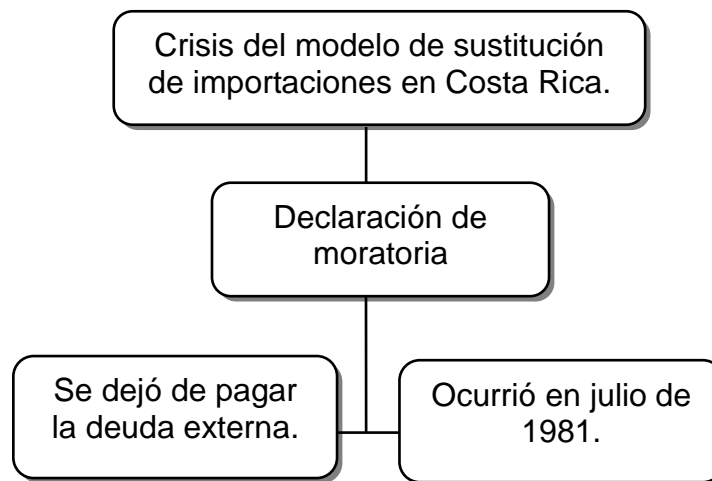 Crisis del modelo de sustitución
de importaciones en Costa Rica.
Declaración de
moratoria
Se dejó de pagar
la deuda externa.
Ocurrió en julio de
1981.